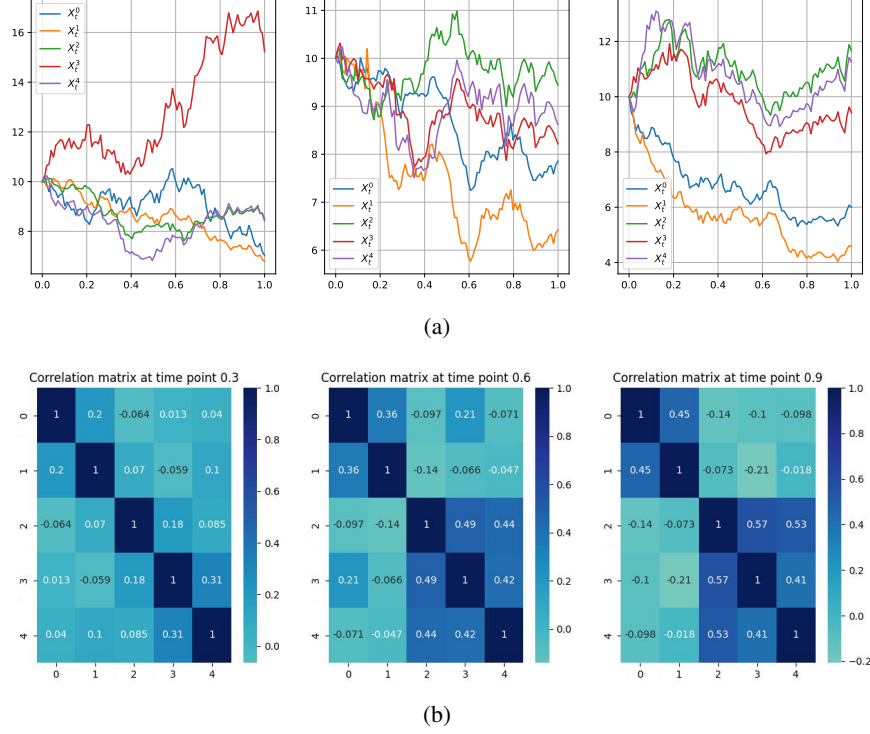 16
14
12
10
8
0.0 0.2 0.4 0.6 0.8 1.0
X_t^0
X_t^1
X_t^2
X_t^3
X_t^4
11
10
9
8
7
6
0.0 0.2 0.4 0.6 0.8 1.0
X_t^0
X_t^1
X_t^2
X_t^3
X_t^4
12
10
8
6
4
0.0 0.2 0.4 0.6 0.8 1.0
X_t^0
X_t^1
X_t^2
X_t^3
X_t^4
(a)
Correlation matrix at time point 0.3
0 1 0.2 -0.064 0.013 0.04
1 0.2 1 0.07 -0.059 0.1
2 -0.064 0.07 1 0.18 0.085
3 0.013 -0.059 0.18 1 0.31
4 0.04 0.1 0.085 0.31 1
0 1 2 3 4
1.0
0.8
0.6
0.4
0.2
0.0
Correlation matrix at time point 0.6
0 1 0.36 -0.097 0.21 -0.071
1 0.36 1 -0.14 -0.066 -0.047
2 -0.097 -0.14 1 0.49 0.44
3 0.21 -0.066 0.49 1 0.42
4 -0.071 -0.047 0.44 0.42 1
0 1 2 3 4
1.0
0.8
0.6
0.4
0.2
0.0
Correlation matrix at time point 0.9
0 1 0.45 -0.14 -0.1 -0.098
1 0.45 1 -0.073 -0.21 -0.018
2 -0.14 -0.073 1 0.57 0.53
3 -0.1 -0.21 0.57 1 0.41
4 -0.098 -0.018 0.53 0.41 1
0 1 2 3 4
1.0
0.8
0.6
0.4
0.2
0.0
-0.2
(b)